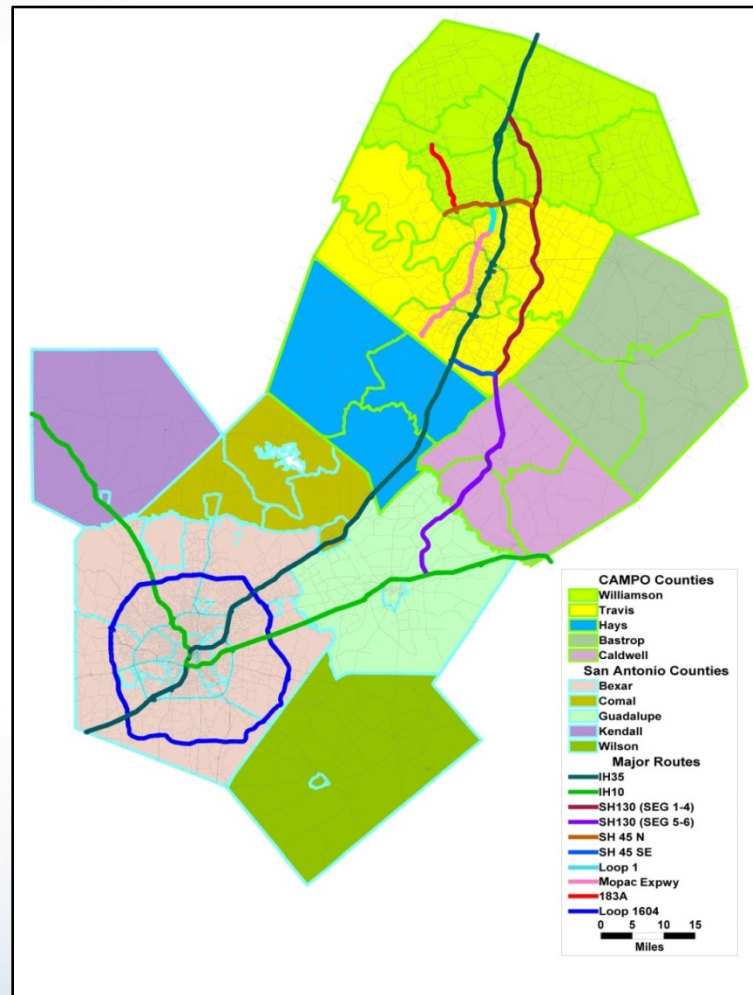 CAMPO Counties
Williamson
Travis
Hays
Bastrop
Caldwell
San Antonio Counties
Bexar
Comal
Guadalupe
Kendall
Wilson
Major Routes
IH35
IH10
SH130 (SEG 1-4)
SH130 (SEG 5-6)
SH 45 N
SH 45 SE
Loop 1
Mopac Expwy
183A
Loop 1604
0 5 10 15
Miles